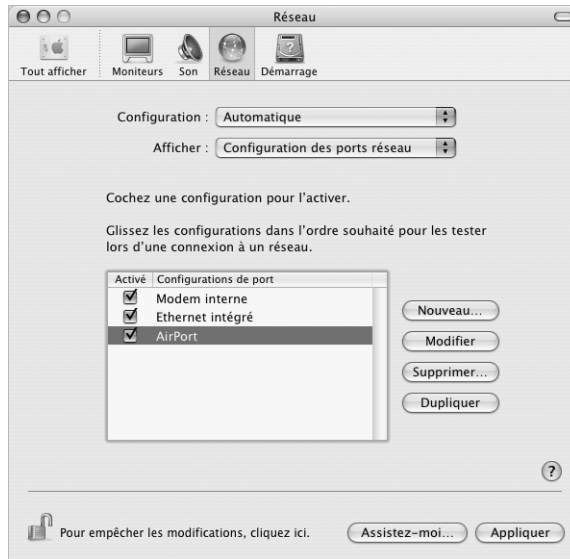 Réseau
Tout afficher
Moniteurs
Son
Réseau
Démarrage
Configuration :
Automatique
Afficher :
Configuration des ports réseau
Cochez une configuration pour l'activer.
Glissez les configurations dans l'ordre souhaité pour les tester
lors d'une connexion à un réseau.
Activé
Configurations de port
Modem interne
Ethernet intégré
AirPort
Nouveau...
Modifier
Supprimer...
Dupliquer
?
Pour empêcher les modifications, cliquez ici.
Assistez-moi...
Appliquer